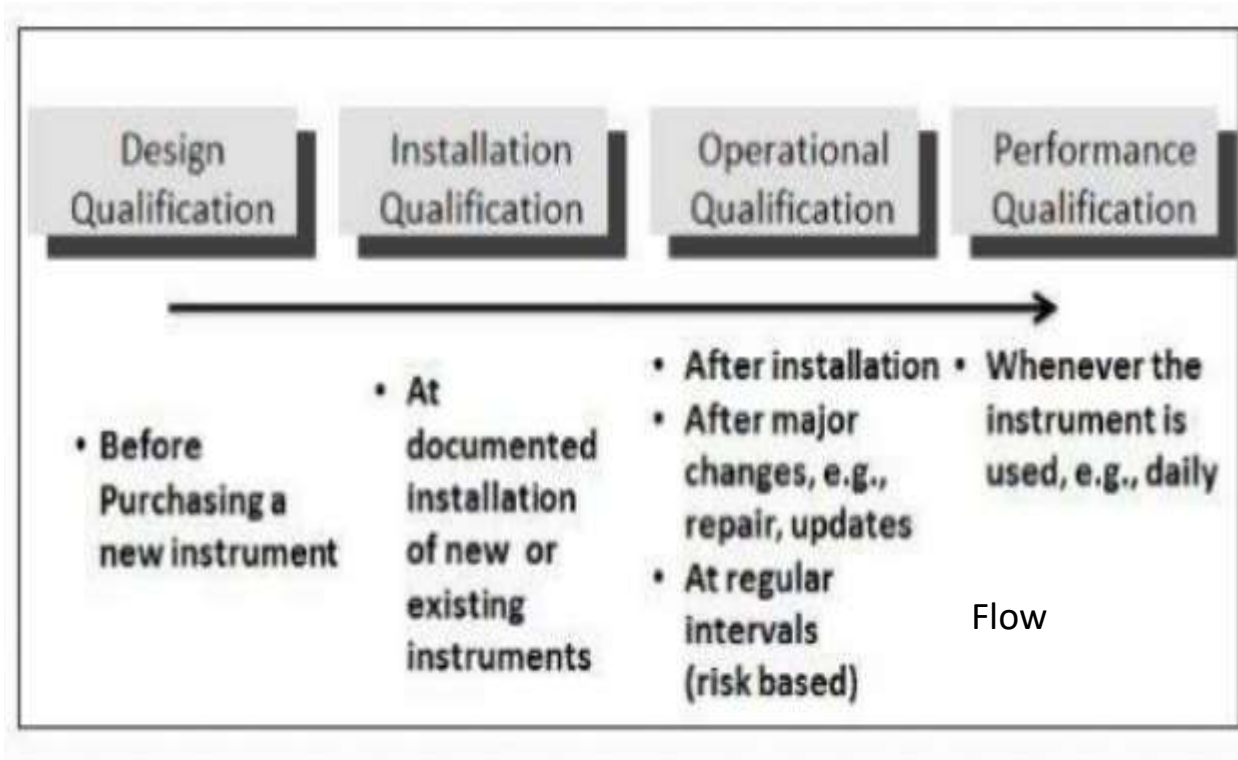 Design
Qualification
Installation
Qualification
Operational
Qualification
Performance
Qualification
• Before
Purchasing a
new instrument
• At
documented
installation
of new or
existing
instruments
• After installation
• After major
changes, e.g.,
repair, updates
• At regular
intervals
(risk based)
• Whenever the
instrument is
used, e.g., daily
Flow